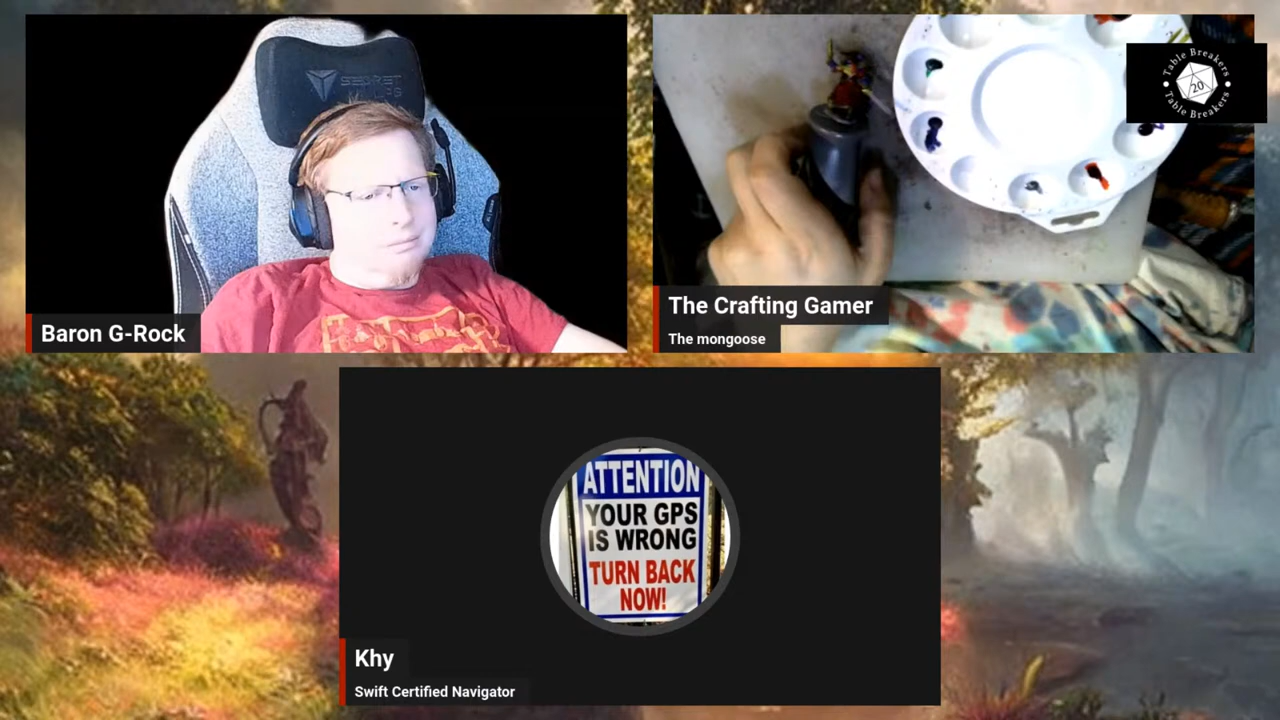 SECRET
Baron G-Rock
The Crafting Gamer
The mongoose
Table Breakers
20
Table Breakers
ATTENTION
YOUR GPS
IS WRONG
TURN BACK
NOW!
Khy
Swift Certified Navigator